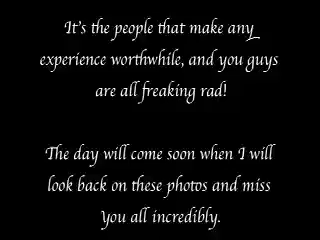 It's the people that make any
experience worthwhile, and you guys
are all freaking rad!
The day will come soon when I will
look back on these photos and miss
you all incredibly.